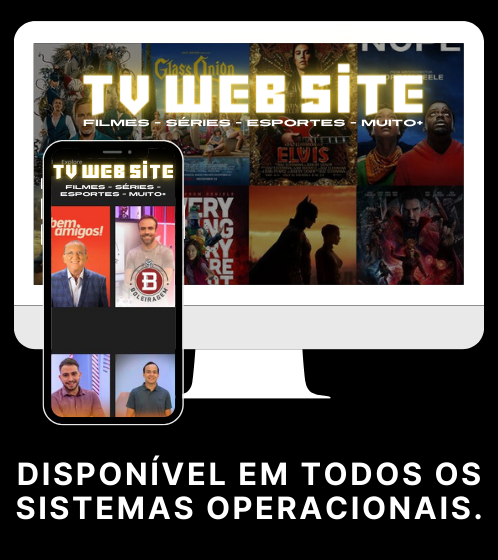 NOPE
Glass Onion
TV WEB SITE
FILMES - SÉRIES - ESPORTES - MUITO+
ELVIS
Explore
TV WEB SITE
FILMES - SÉRIES -
ESPORTES - MUITO+
bem,
amigos!
B
BOLEIRAGEM
DISPONÍVEL EM TODOS OS
SISTEMAS OPERACIONAIS.